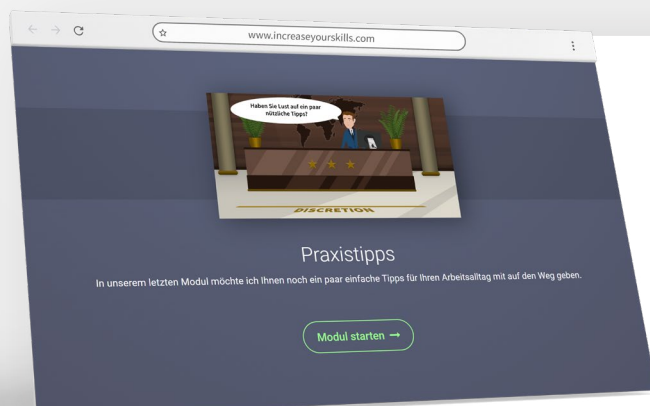 www.increaseyourskills.com
Haben Sie Lust auf ein paar
nützliche Tipps?
DISCRETION
Praxistipps
In unserem letzten Modul möchte ich Ihnen noch ein paar einfache Tipps für Ihren Arbeitsalltag mit auf den Weg geben.
Modul starten →